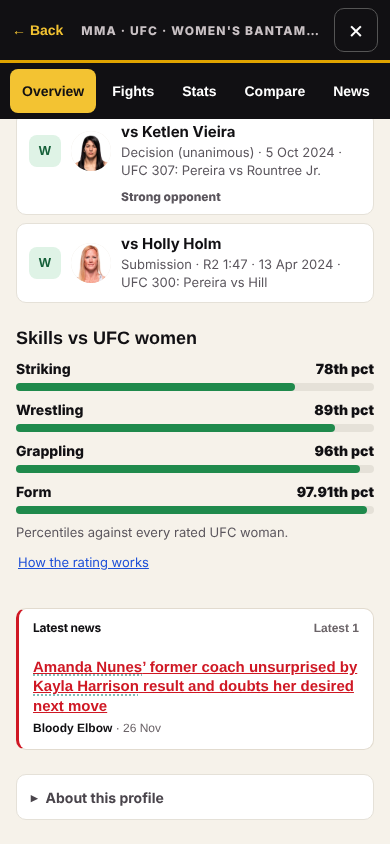 ← Back MMA · UFC · WOMEN'S BANTAM... ×
Overview Fights Stats Compare News
W
vs Ketlen Vieira
Decision (unanimous) · 5 Oct 2024 ·
UFC 307: Pereira vs Rountree Jr.
Strong opponent
W
vs Holly Holm
Submission · R2 1:47 · 13 Apr 2024 ·
UFC 300: Pereira vs Hill
Skills vs UFC women
Striking 78th pct
Wrestling 89th pct
Grappling 96th pct
Form 97.91th pct
Percentiles against every rated UFC woman.
How the rating works
Latest news Latest 1
Amanda Nunes’ former coach unsurprised by
Kayla Harrison result and doubts her desired
next move
Bloody Elbow · 26 Nov
▸ About this profile